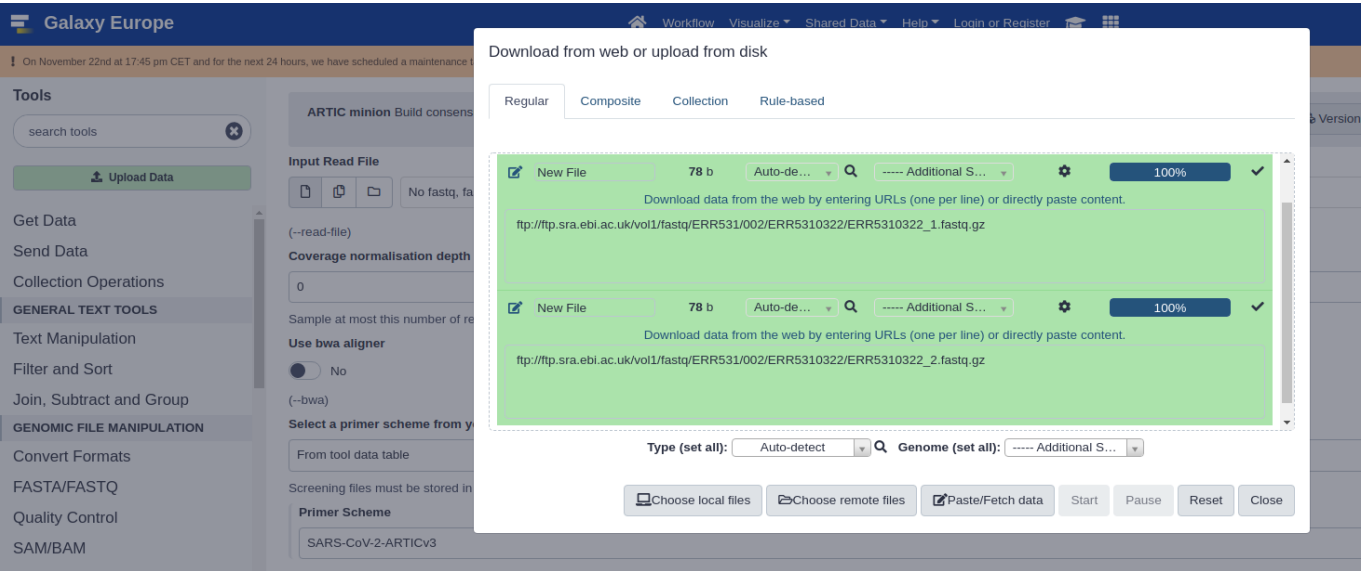 Galaxy Europe
Workflow Visualize Shared Data Help Login or Register
On November 22nd at 17:45 pm CET and for the next 24 hours, we have scheduled a maintenance
Tools
search tools
Upload Data
Get Data
Send Data
Collection Operations
GENERAL TEXT TOOLS
Text Manipulation
Filter and Sort
Join, Subtract and Group
GENOMIC FILE MANIPULATION
Convert Formats
FASTA/FASTQ
Quality Control
SAM/BAM
ARTIC minion Build consens
Version
Input Read File
No fastq, fa
(--read-file)
Coverage normalisation depth
0
Sample at most this number of re
Use bwa aligner
No
(--bwa)
Select a primer scheme from y
From tool data table
Screening files must be stored in
Primer Scheme
SARS-CoV-2-ARTICv3
Download from web or upload from disk
Regular Composite Collection Rule-based
New File 78 b Auto-de... ----- Additional S... 100%
Download data from the web by entering URLs (one per line) or directly paste content.
ftp://ftp.sra.ebi.ac.uk/vol1/fastq/ERR531/002/ERR5310322/ERR5310322_1.fastq.gz
New File 78 b Auto-de... ----- Additional S... 100%
Download data from the web by entering URLs (one per line) or directly paste content.
ftp://ftp.sra.ebi.ac.uk/vol1/fastq/ERR531/002/ERR5310322/ERR5310322_2.fastq.gz
Type (set all): Auto-detect Genome (set all): ----- Additional S...
Choose local files Choose remote files Paste/Fetch data Start Pause Reset Close